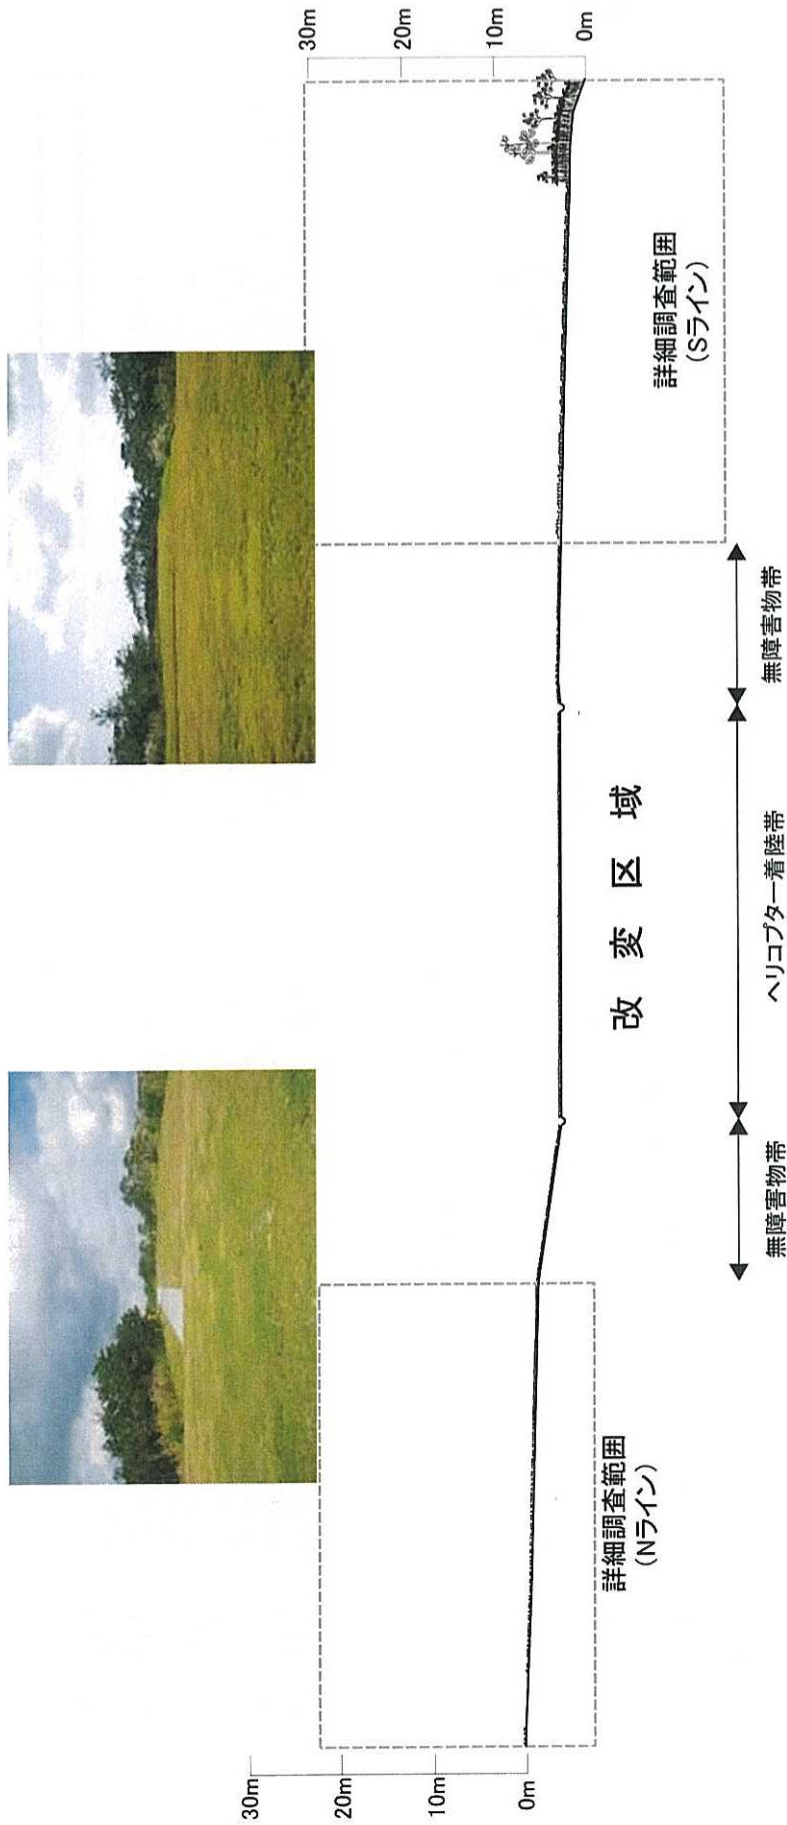 30m
20m
10m
0m
詳細調査範囲
(Nライン)
改変区域
詳細調査範囲
(Sライン)
30m
20m
10m
0m
無障害物帯
ヘリコプター着陸帯
無障害物帯